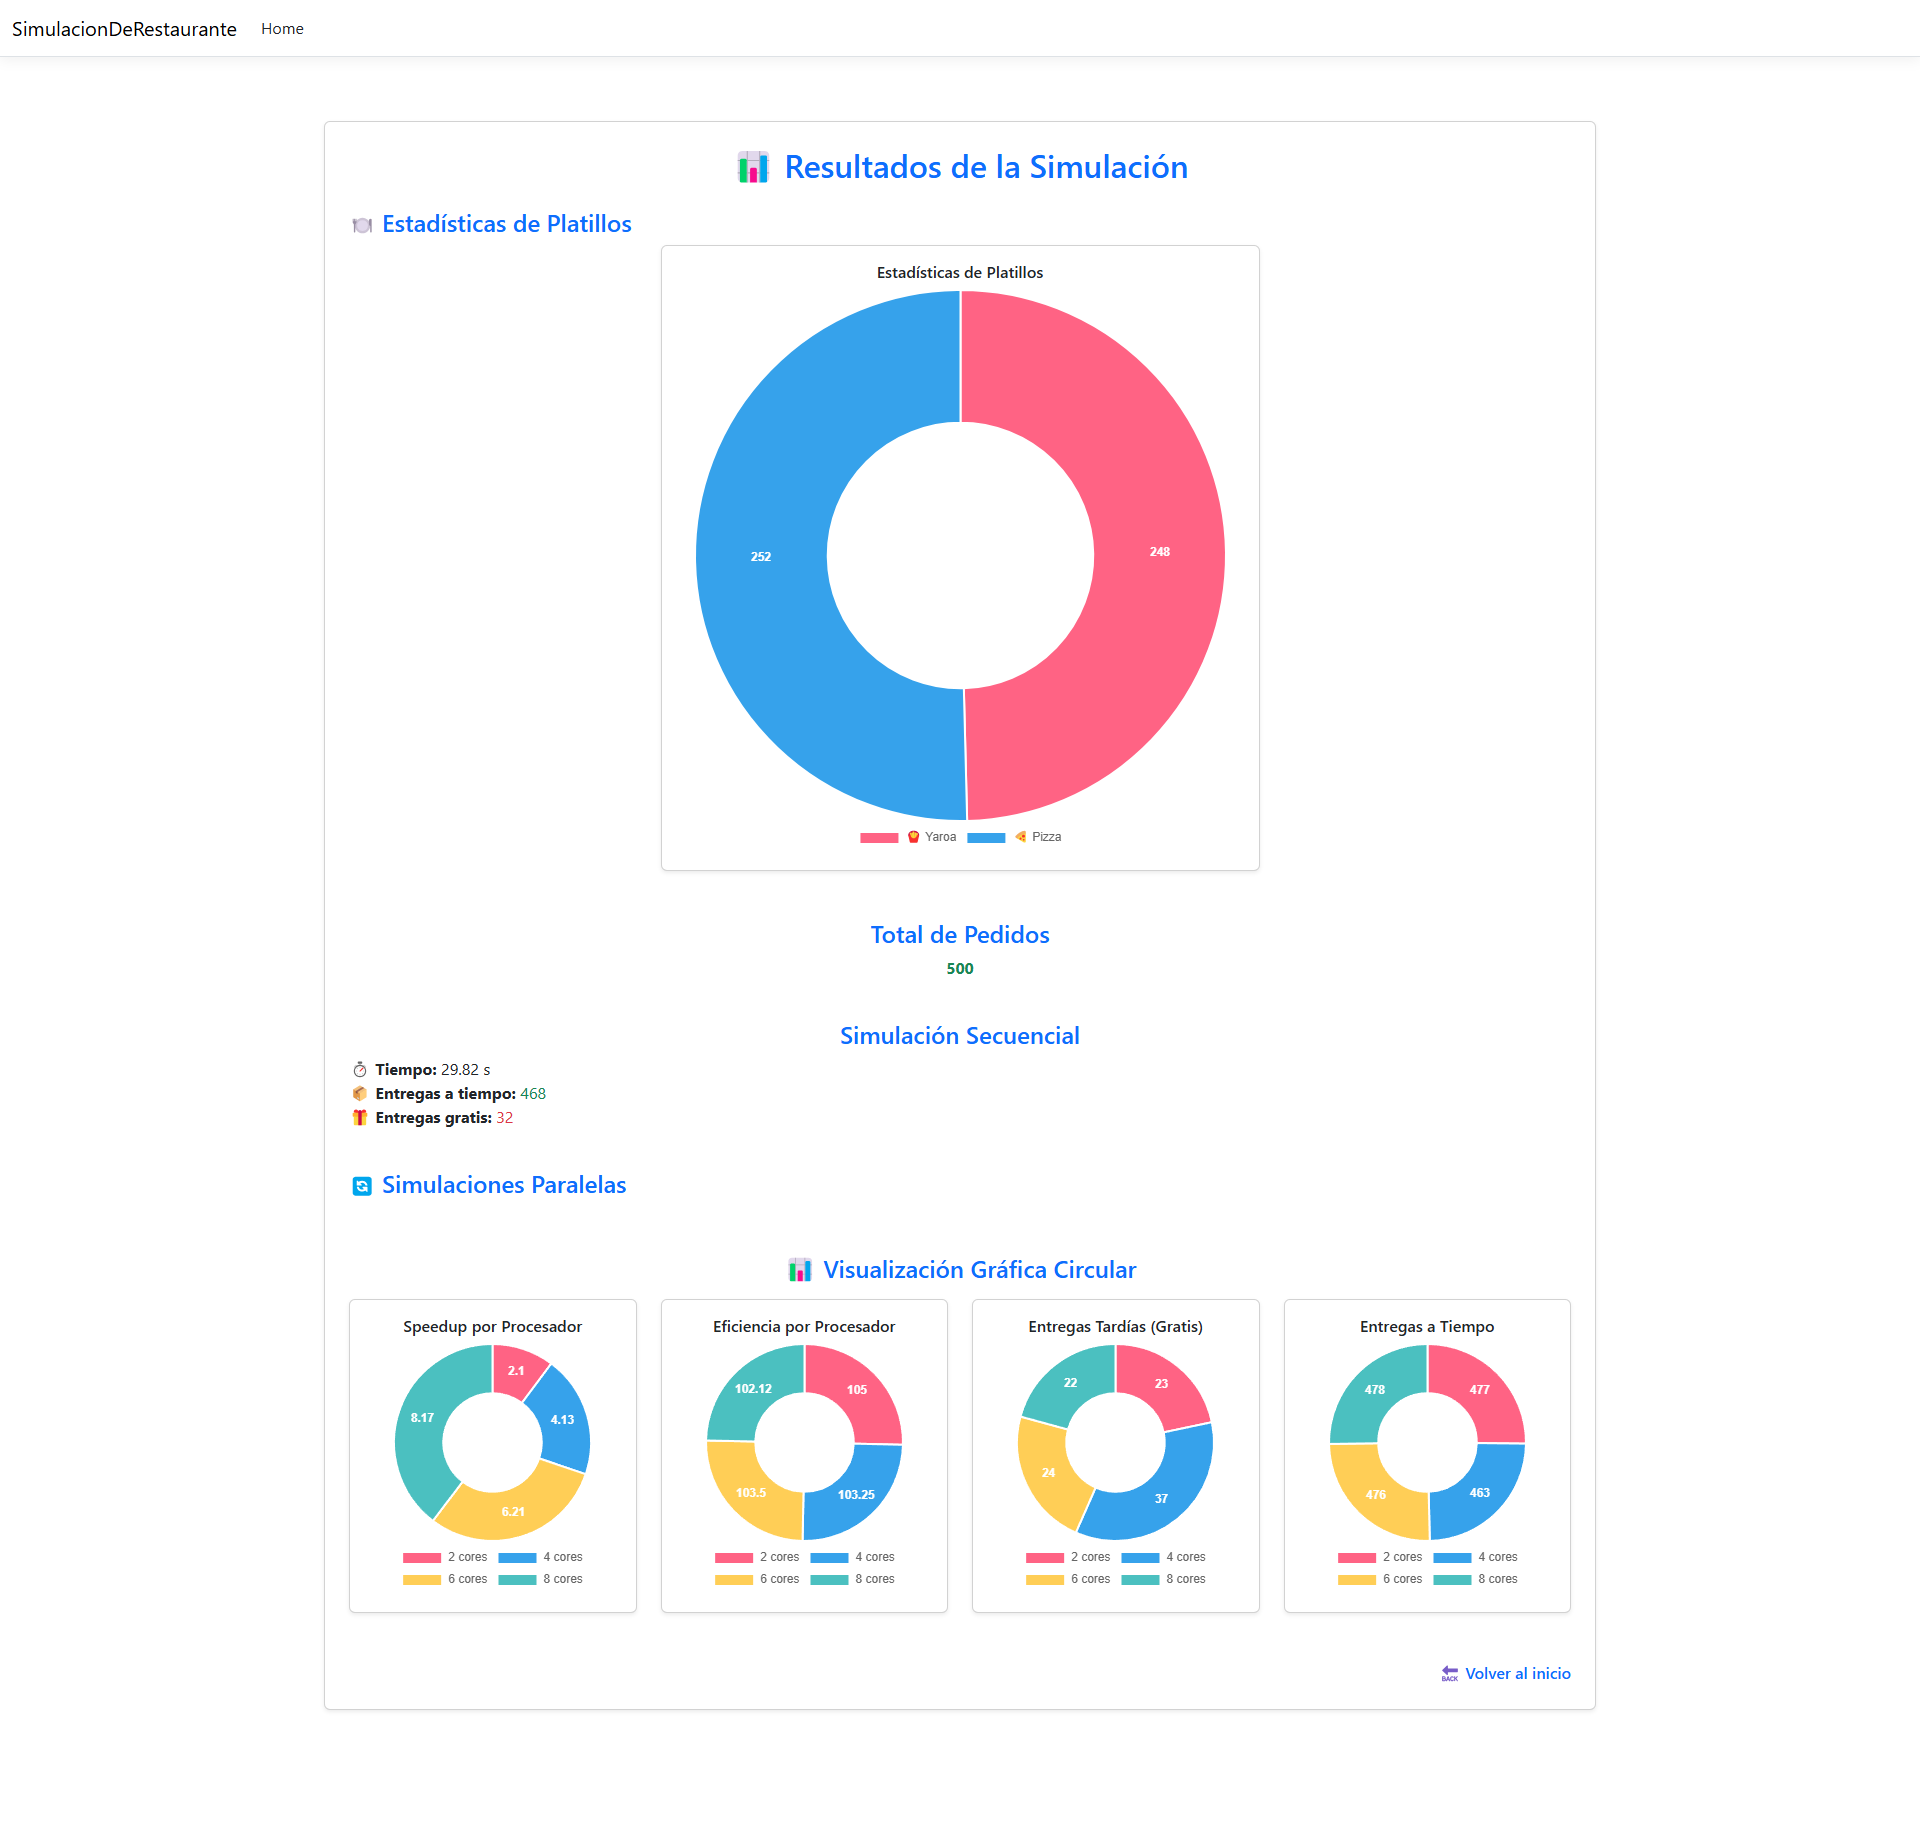 SimulacionDeRestaurante Home
Resultados de la Simulación
Estadísticas de Platillos
Estadísticas de Platillos
252 248
Yaroa Pizza
Total de Pedidos
500
Simulación Secuencial
Tiempo: 29.82 s
Entregas a tiempo: 468
Entregas gratis: 32
Simulaciones Paralelas
Visualización Gráfica Circular
Speedup por Procesador
2.1
8.17 4.13
6.21
2 cores 4 cores
6 cores 8 cores
Eficiencia por Procesador
102.12 105
103.5 103.25
2 cores 4 cores
6 cores 8 cores
Entregas Tardías (Gratis)
22 23
24
37
2 cores 4 cores
6 cores 8 cores
Entregas a Tiempo
478 477
476 463
2 cores 4 cores
6 cores 8 cores
BACK Volver al inicio